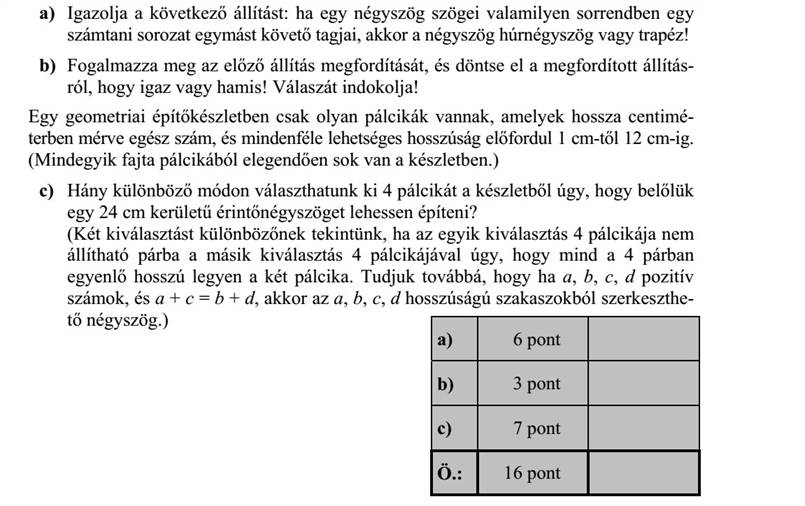 a) Igazolja a következő állítást: ha egy négyszög szögei valamilyen sorrendben egy
számtani sorozat egymást követő tagjai, akkor a négyszög húrnégyszög vagy trapéz!
b) Fogalmazza meg az előző állítás megfordítását, és döntse el a megfordított állítás-
ról, hogy igaz vagy hamis! Válaszát indokolja!
Egy geometriai építőkészletben csak olyan pálcikák vannak, amelyek hossza centimé-
terben mérve egész szám, és mindenféle lehetséges hosszúság előfordul 1 cm-től 12 cm-ig.
(Mindegyik fajta pálcikából elegendően sok van a készletben.)
c) Hány különböző módon választhatunk ki 4 pálcikát a készletből úgy, hogy belőlük
egy 24 cm kerületű érintőnégyszöget lehessen építeni?
(Két kiválasztást különbözőnek tekintünk, ha az egyik kiválasztás 4 pálcikája nem
állítható párba a másik kiválasztás 4 pálcikájával úgy, hogy mind a 4 párban
egyenlő hosszú legyen a két pálcika. Tudjuk továbbá, hogy ha a, b, c, d pozitív
számok, és a + c = b + d, akkor az a, b, c, d hosszúságú szakaszokból szerkeszthe-
tő négyszög.)
a) 6 pont
b) 3 pont
c) 7 pont
Ö.: 16 pont